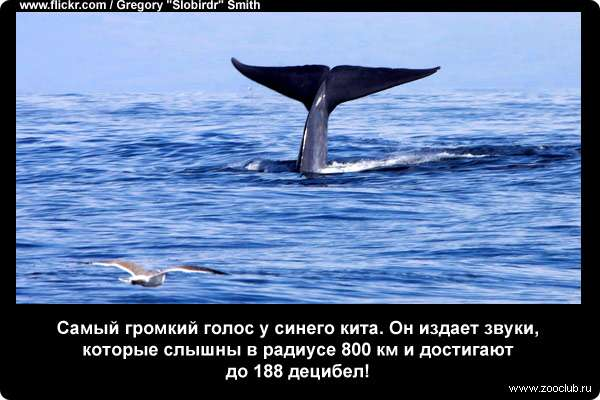 www.flickr.com / Gregory "Slobirdr" Smith
Самый громкий голос у синего кита. Он издает звуки,
которые слышны в радиусе 800 км и достигают
до 188 децибел!
www.zooclub.ru